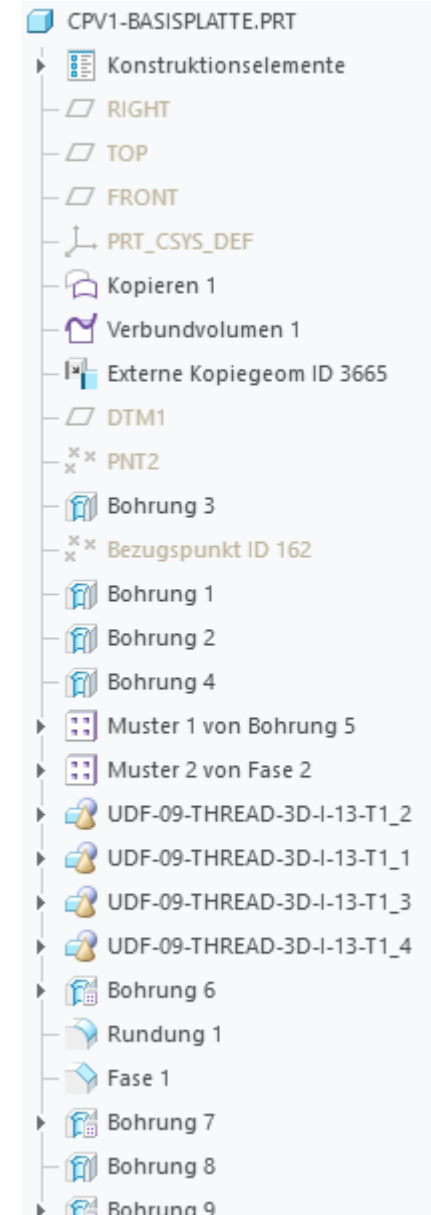 CPV1-BASISPLATTE.PRT
Konstruktionselemente
RIGHT
TOP
FRONT
PRT_CSYS_DEF
Kopieren 1
Verbundvolumen 1
Externe Kopiegeom ID 3665
DTM1
PNT2
Bohrung 3
Bezugspunkt ID 162
Bohrung 1
Bohrung 2
Bohrung 4
Muster 1 von Bohrung 5
Muster 2 von Fase 2
UDF-09-THREAD-3D-I-13-T1_2
UDF-09-THREAD-3D-I-13-T1_1
UDF-09-THREAD-3D-I-13-T1_3
UDF-09-THREAD-3D-I-13-T1_4
Bohrung 6
Rundung 1
Fase 1
Bohrung 7
Bohrung 8
Bohrung 9